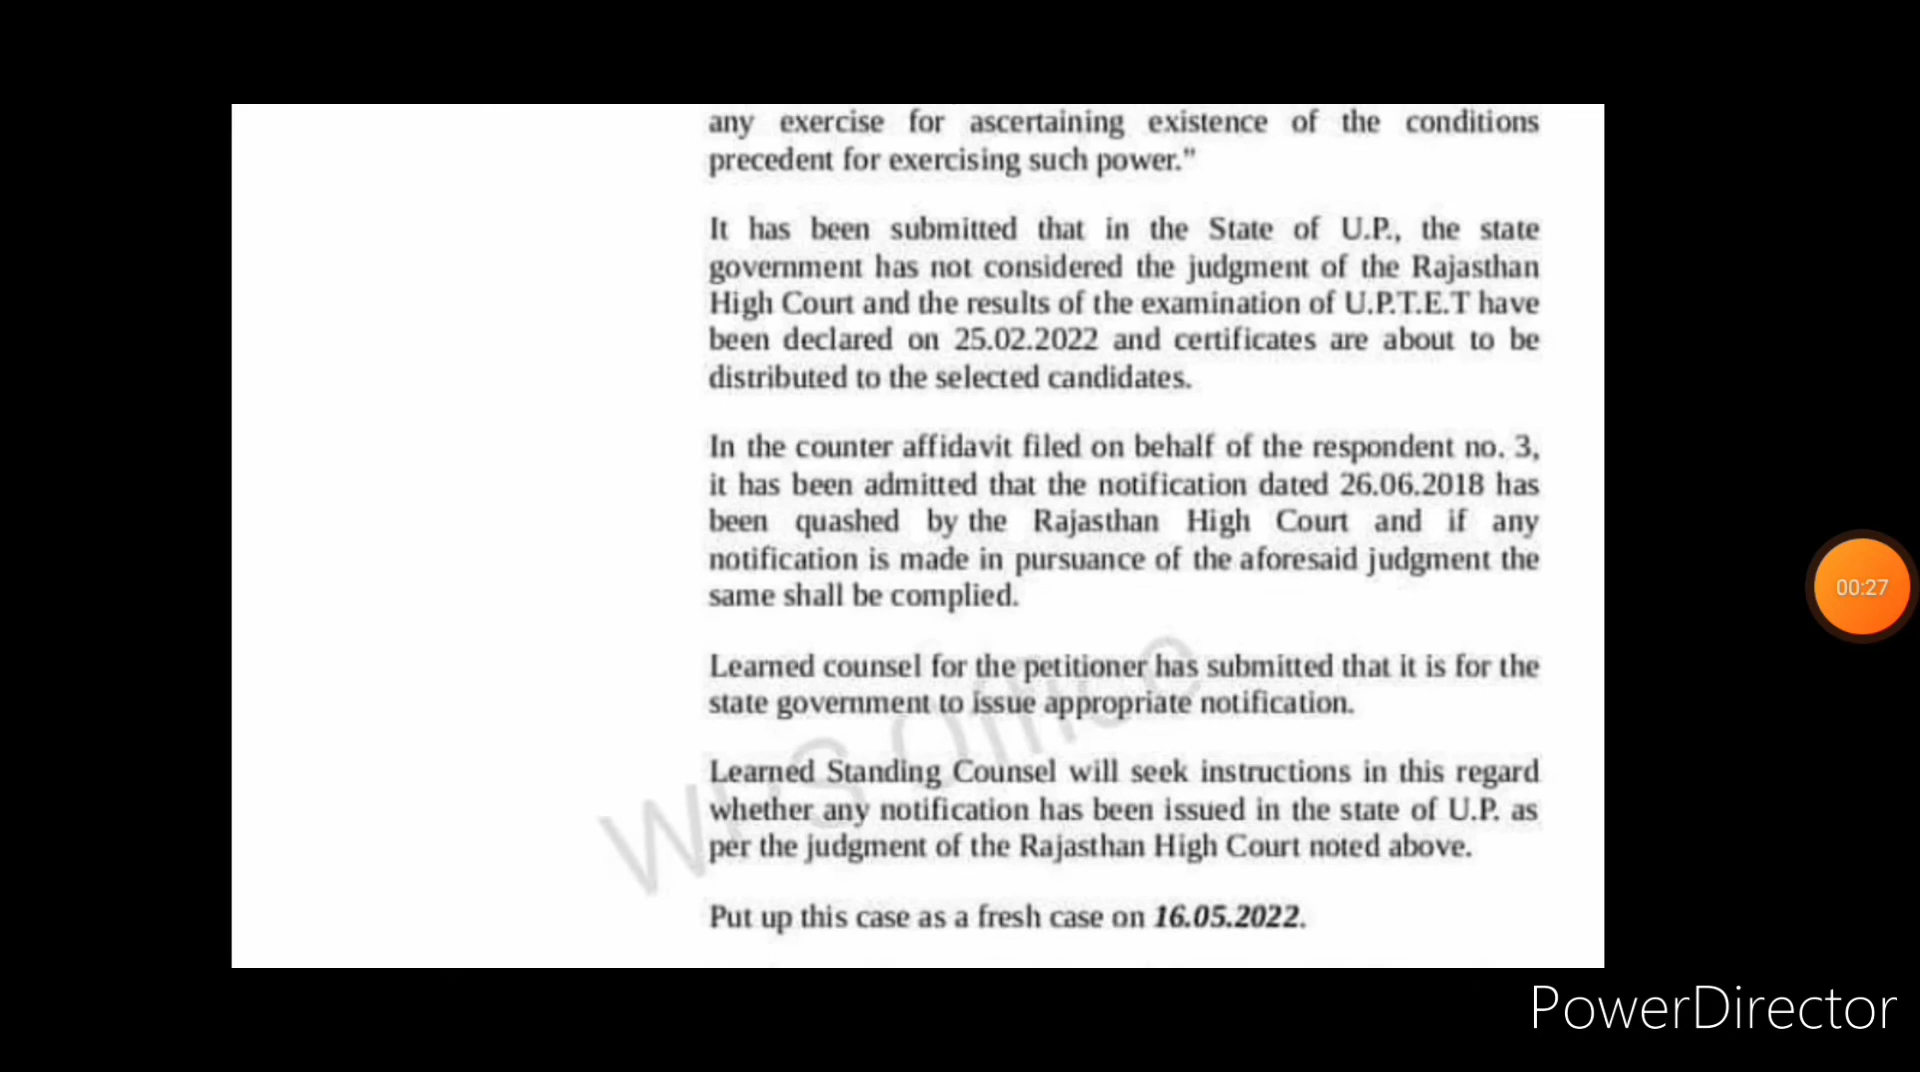 any exercise for ascertaining existence of the conditions
precedent for exercising such power."
It has been submitted that in the State of U.P., the state
government has not considered the judgment of the Rajasthan
High Court and the results of the examination of U.P.T.E.T have
been declared on 25.02.2022 and certificates are about to be
distributed to the selected candidates.
In the counter affidavit filed on behalf of the respondent no. 3,
it has been admitted that the notification dated 26.06.2018 has
been quashed by the Rajasthan High Court and if any
notification is made in pursuance of the aforesaid judgment the
same shall be complied.
Learned counsel for the petitioner has submitted that it is for the
state government to issue appropriate notification.
Learned Standing Counsel will seek instructions in this regard
whether any notification has been issued in the state of U.P. as
per the judgment of the Rajasthan High Court noted above.
Put up this case as a fresh case on 16.05.2022.
WPS Office
00:27
PowerDirector